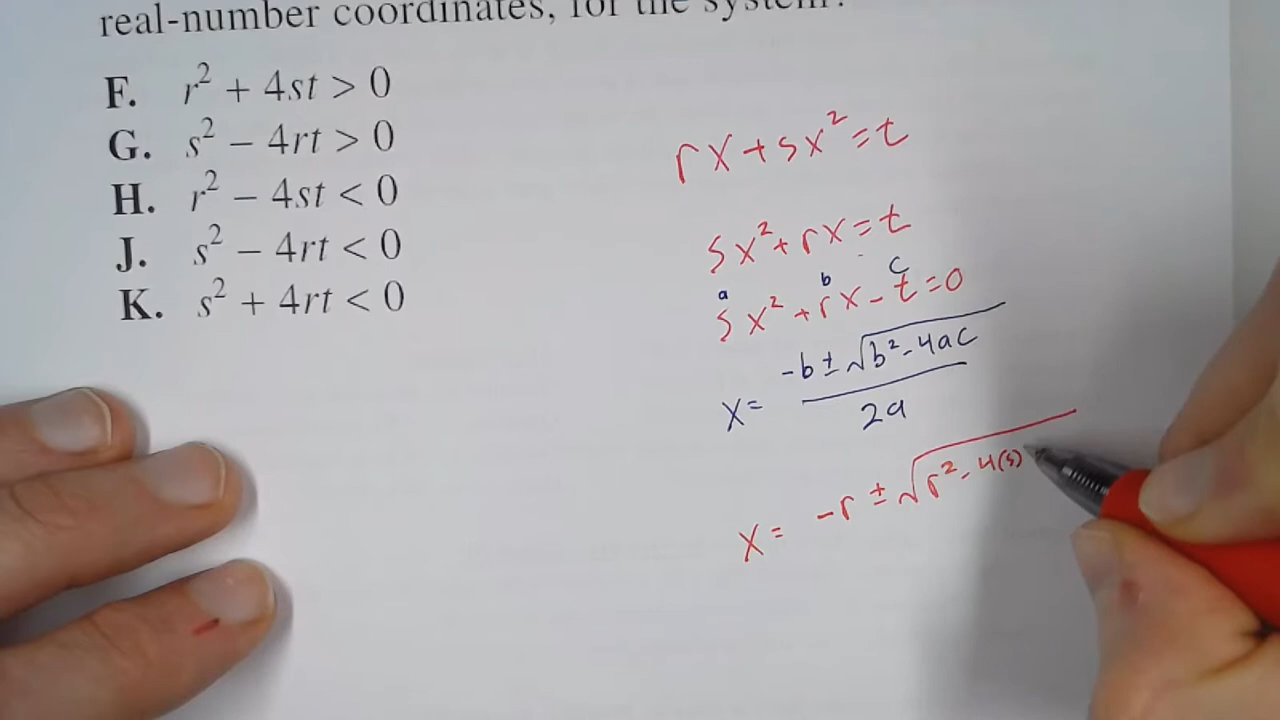 real-number coordinates, for the system?
F. r² + 4st > 0
G. s² − 4rt > 0
H. r² − 4st < 0
J. s² − 4rt < 0
K. s² + 4rt < 0
rx + sx² = t
sx² + rx = t
a b c
sx² + rx − t = 0
x = -b ± √b² - 4ac / 2a
x = -r ± √r² - 4(s)